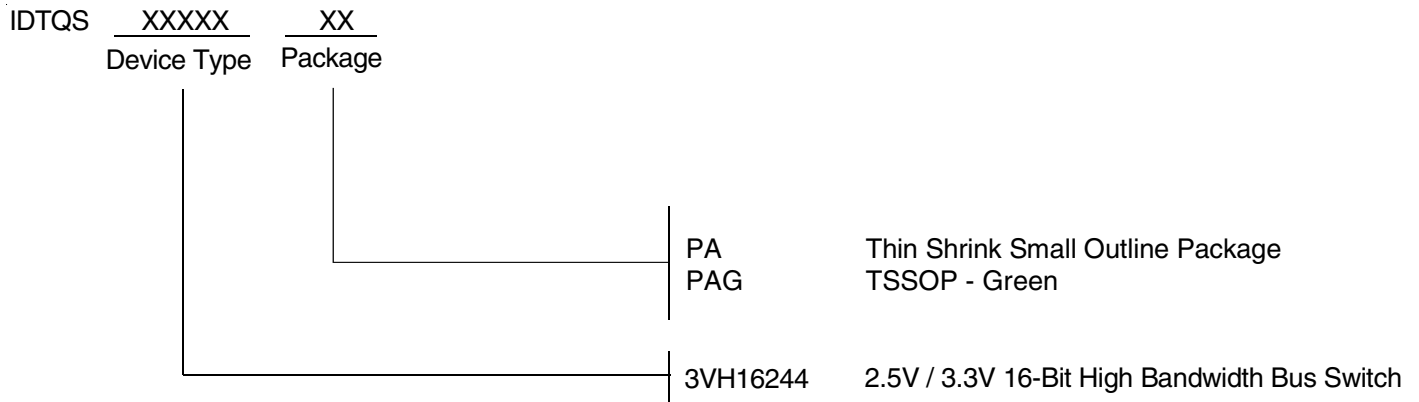 IDTQS XXXXX XX
Device Type Package
PA Thin Shrink Small Outline Package
PAG TSSOP - Green
3VH16244 2.5V / 3.3V 16-Bit High Bandwidth Bus Switch